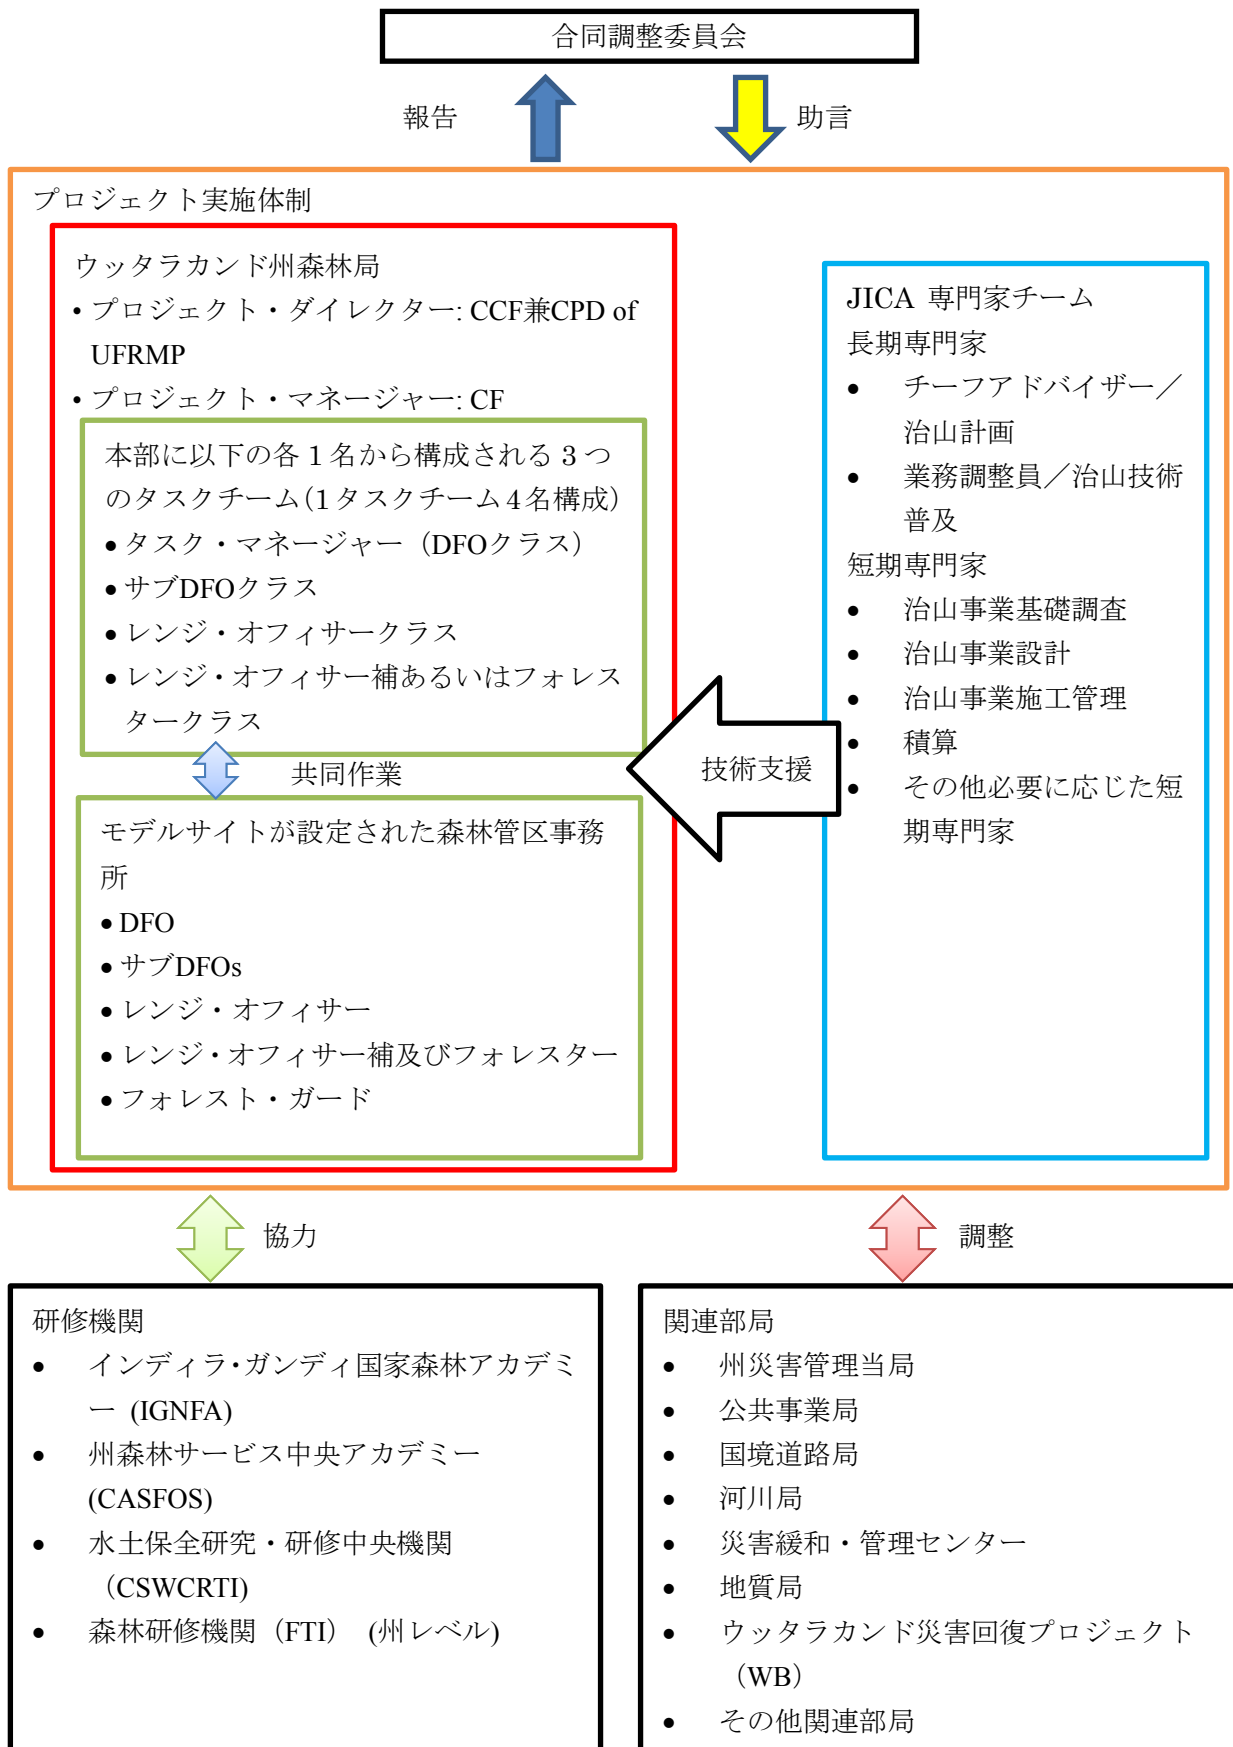 合同調整委員会
報告
助言
プロジェクト実施体制
ウッタラカンド州森林局
• プロジェクト・ダイレクター: CCF兼CPD of
UFRMP
• プロジェクト・マネージャー: CF
本部に以下の各 1 名から構成される 3 つ
のタスクチーム(1タスクチーム4名構成)
• タスク・マネージャー（DFOクラス）
• サブDFOクラス
• レンジ・オフィサークラス
• レンジ・オフィサー補あるいはフォレス
タークラス
共同作業
モデルサイトが設定された森林管区事務
所
• DFO
• サブDFOs
• レンジ・オフィサー
• レンジ・オフィサー補及びフォレスター
• フォレスト・ガード
技術支援
JICA 専門家チーム
長期専門家
• チーフアドバイザー／
治山計画
• 業務調整員／治山技術
普及
短期専門家
• 治山事業基礎調査
• 治山事業設計
• 治山事業施工管理
• 積算
• その他必要に応じた短
期専門家
協力
調整
研修機関
• インディラ・ガンディ国家森林アカデミ
ー (IGNFA)
• 州森林サービス中央アカデミー
(CASFOS)
• 水土保全研究・研修中央機関
（CSWCRTI)
• 森林研修機関（FTI） (州レベル)
関連部局
• 州災害管理当局
• 公共事業局
• 国境道路局
• 河川局
• 災害緩和・管理センター
• 地質局
• ウッタラカンド災害回復プロジェクト
（WB）
• その他関連部局